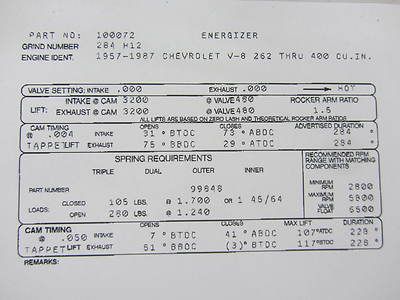 PART NO: 100072 ENERGIZER
GRIND NUMBER 284 H12
ENGINE IDENT. 1957-1987 CHEVROLET V-8 262 THRU 400 CU.IN.
VALVE SETTING: INTAKE .000 EXHAUST .000 HOT
INTAKE @ CAM 3200 @ VALVE 480 ROCKER ARM RATIO
LIFT: EXHAUST @ CAM 3200 @ VALVE 480 1.5
ALL LIFTS ARE BASED ON ZERO LASH AND THEORETICAL ROCKER ARM RATIOS
CAM TIMING OPENS CLOSES ADVERTISED DURATION
@ .004 INTAKE 31 ° BTDC 73 ° ABDC 284 °
TAPPET LIFT EXHAUST 75 ° BBDC 29 ° ATDC 284 °
SPRING REQUIREMENTS
TRIPLE DUAL OUTER INNER
PART NUMBER 99848
LOADS: CLOSED 105 LBS. @ 1.700 OR 1 45/64
OPEN 280 LBS. @ 1.240
RECOMMENDED RPM
RANGE WITH MATCHING
COMPONENTS
MINIMUM RPM 2800
MAXIMUM RPM 5800
VALVE FLOAT 5500
CAM TIMING OPENS CLOSES MAX LIFT DURATION
@ .050 INTAKE 7 ° BTDC 41 ° ABDC 107° ATDC 228 °
TAPPET LIFT EXHAUST 51 ° BBDC (3)° BTDC 117° BTDC 228 °
REMARKS: